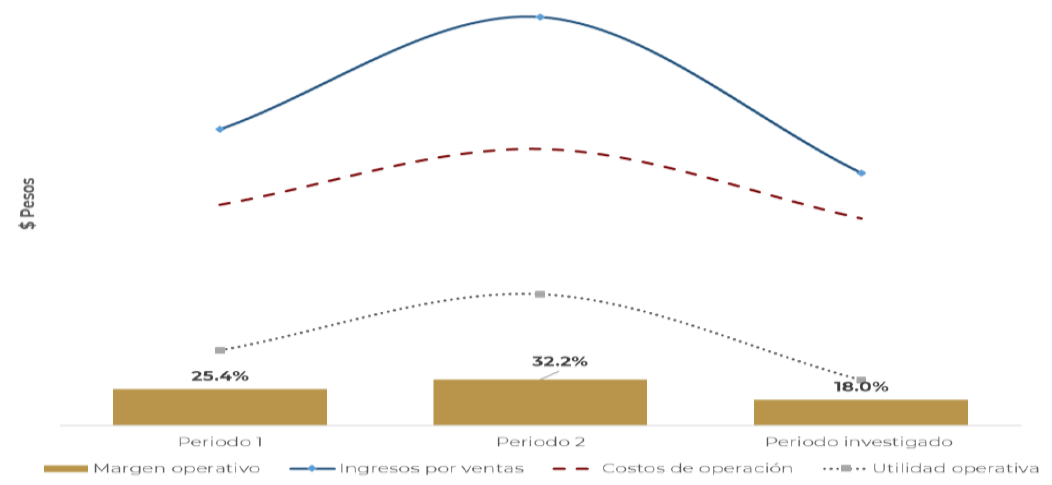 $ Pesos
32.2%
25.4%
18.0%
Periodo 1 Periodo 2 Periodo investigado
Margen operativo Ingresos por ventas Costos de operación Utilidad operativa